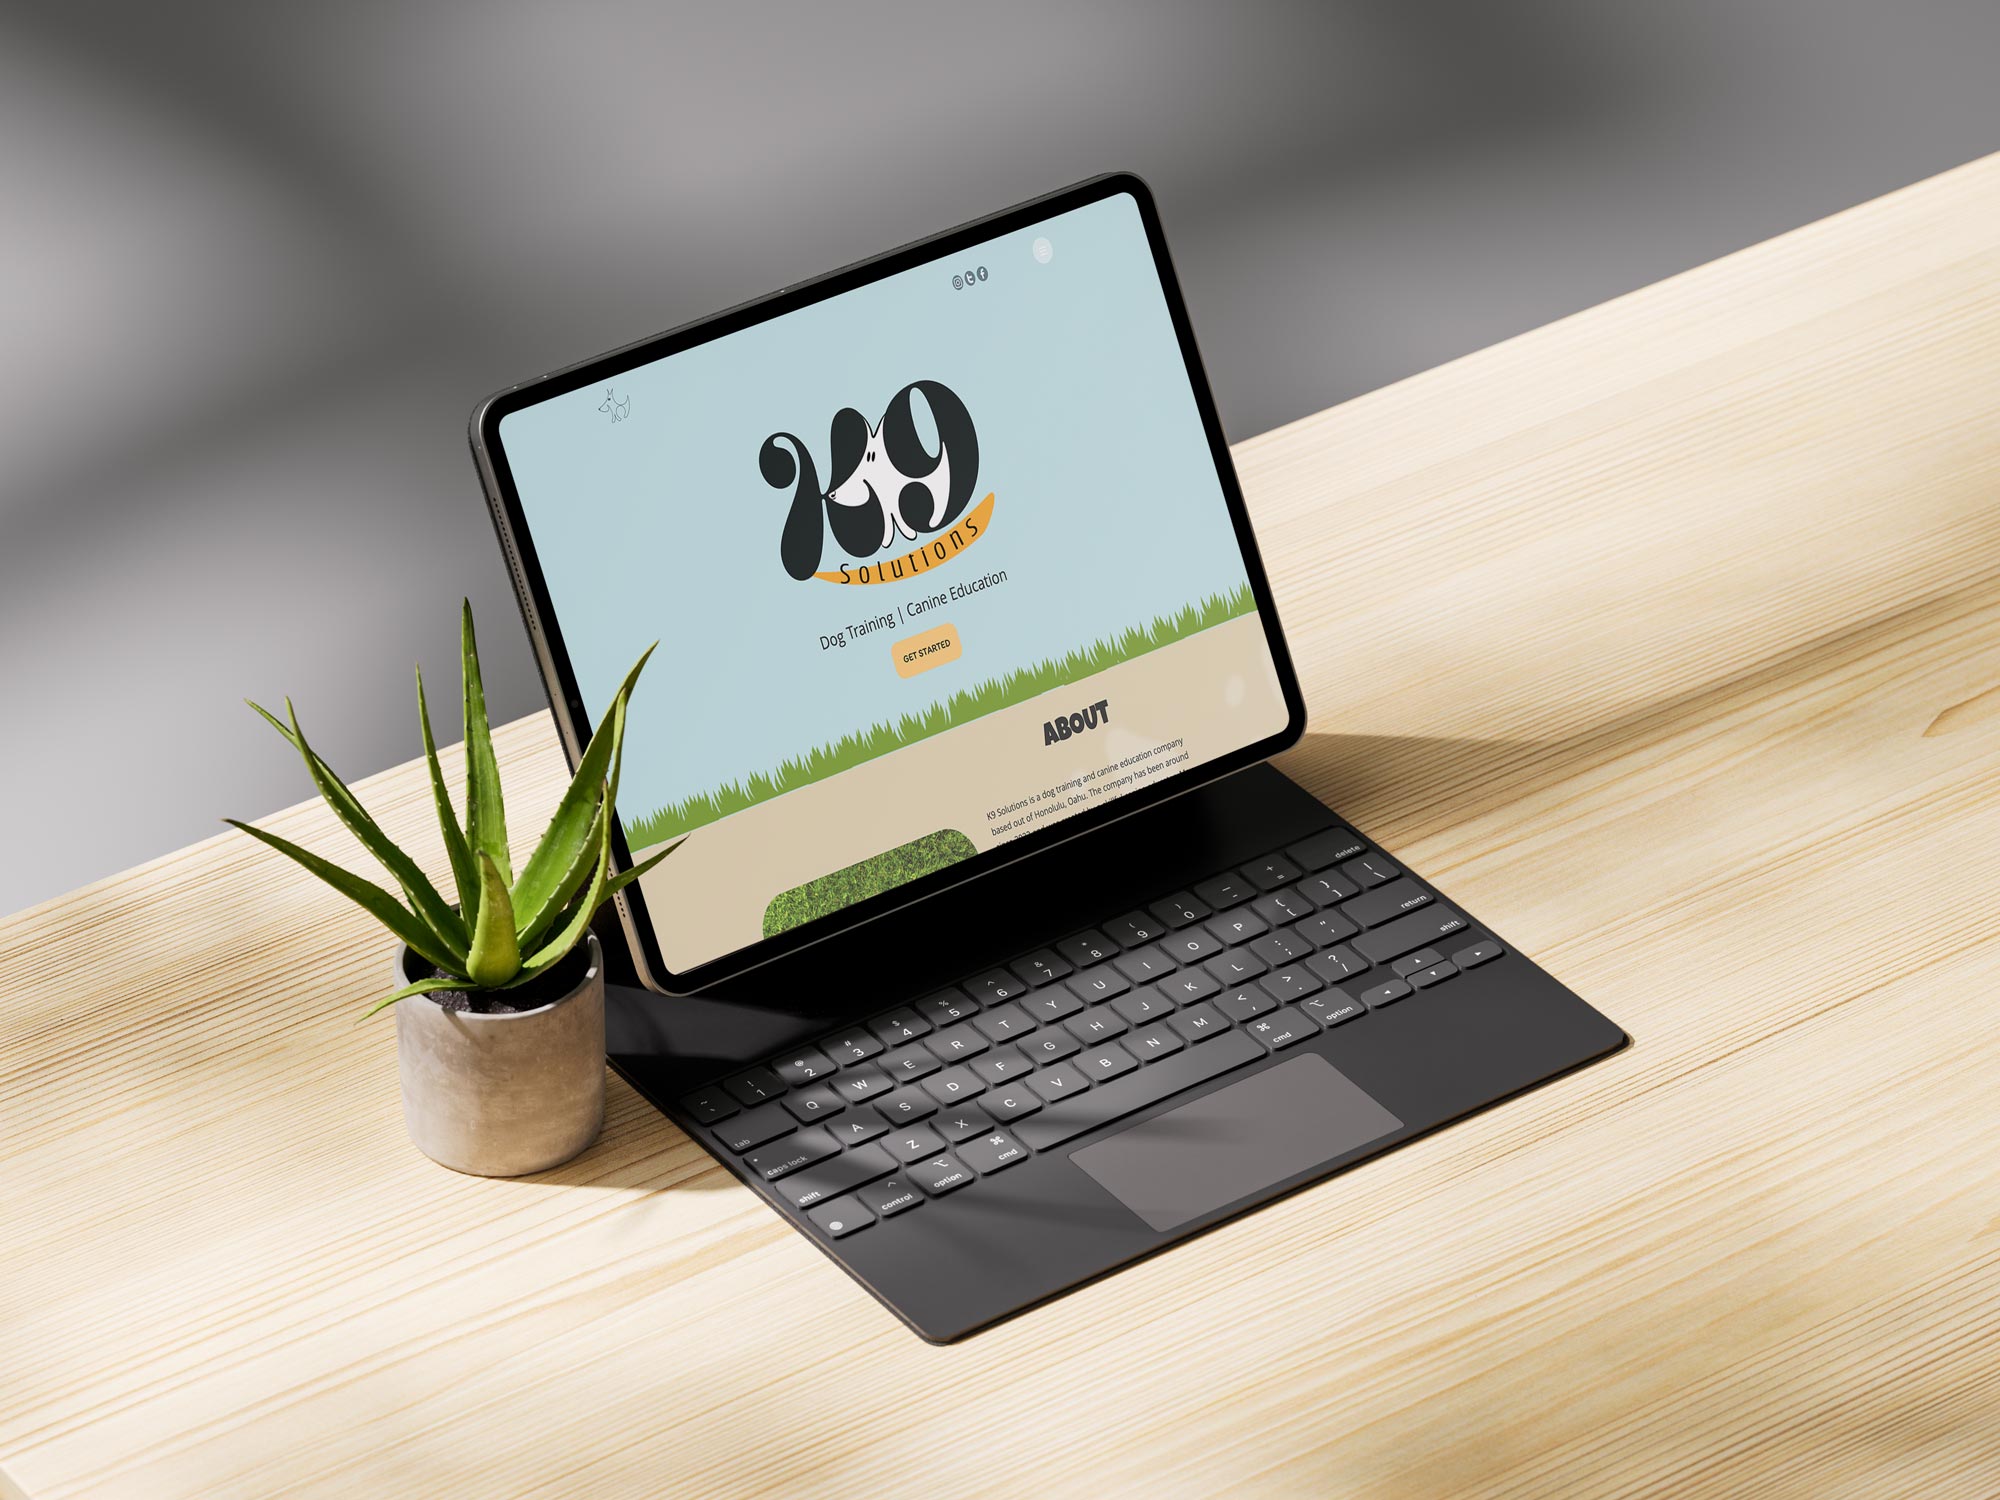 K9
Solutions
Dog Training | Canine Education
GET STARTED
ABOUT
K9 Solutions is a dog training and canine education company
based out of Honolulu, Oahu. The company has been around
~ ` ! 1 @ 2 # 3 $ 4 % 5 ^ 6 & 7 * 8 ( 9 ) 0 — - + = delete
tab Q W E R T Y U I O P { [ } ] | \
caps lock A S D F G H J K L : ; " ' return
shift Z X C V B N M < , > . ? / shift
control option ⌘ cmd ⌘ cmd option